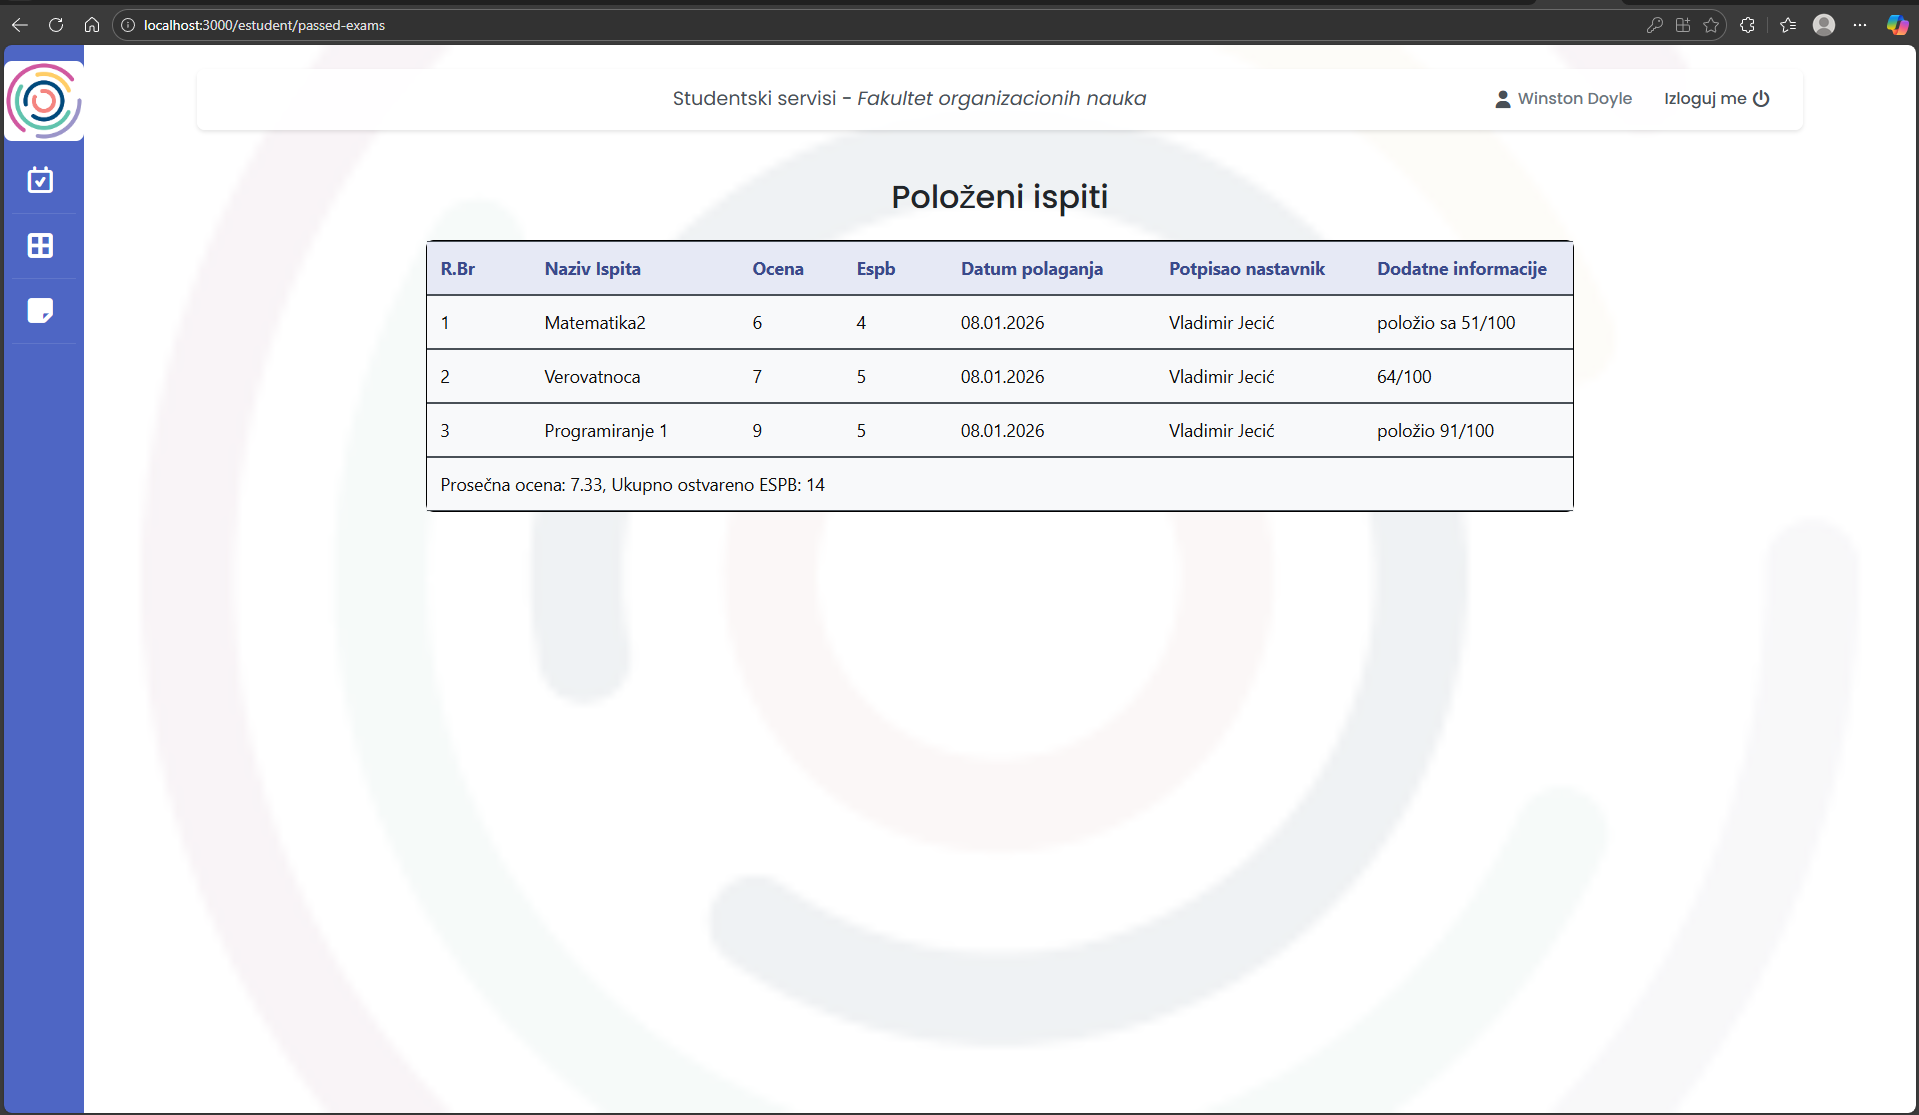 localhost:3000/estudent/passed-exams
Studentski servisi - Fakultet organizacionih nauka
Winston Doyle
Izloguj me
Položeni ispiti
R.Br Naziv Ispita Ocena Espb Datum polaganja Potpisao nastavnik Dodatne informacije
1 Matematika2 6 4 08.01.2026 Vladimir Jecić položio sa 51/100
2 Verovatnoca 7 5 08.01.2026 Vladimir Jecić 64/100
3 Programiranje 1 9 5 08.01.2026 Vladimir Jecić položio 91/100
Prosečna ocena: 7.33, Ukupno ostvareno ESPB: 14